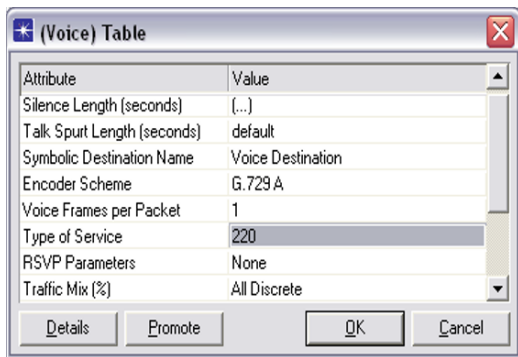 (Voice) Table
Attribute Value
Silence Length (seconds) (...)
Talk Spurt Length (seconds) default
Symbolic Destination Name Voice Destination
Encoder Scheme G.729 A
Voice Frames per Packet 1
Type of Service 220
RSVP Parameters None
Traffic Mix (%) All Discrete
Details Promote OK Cancel